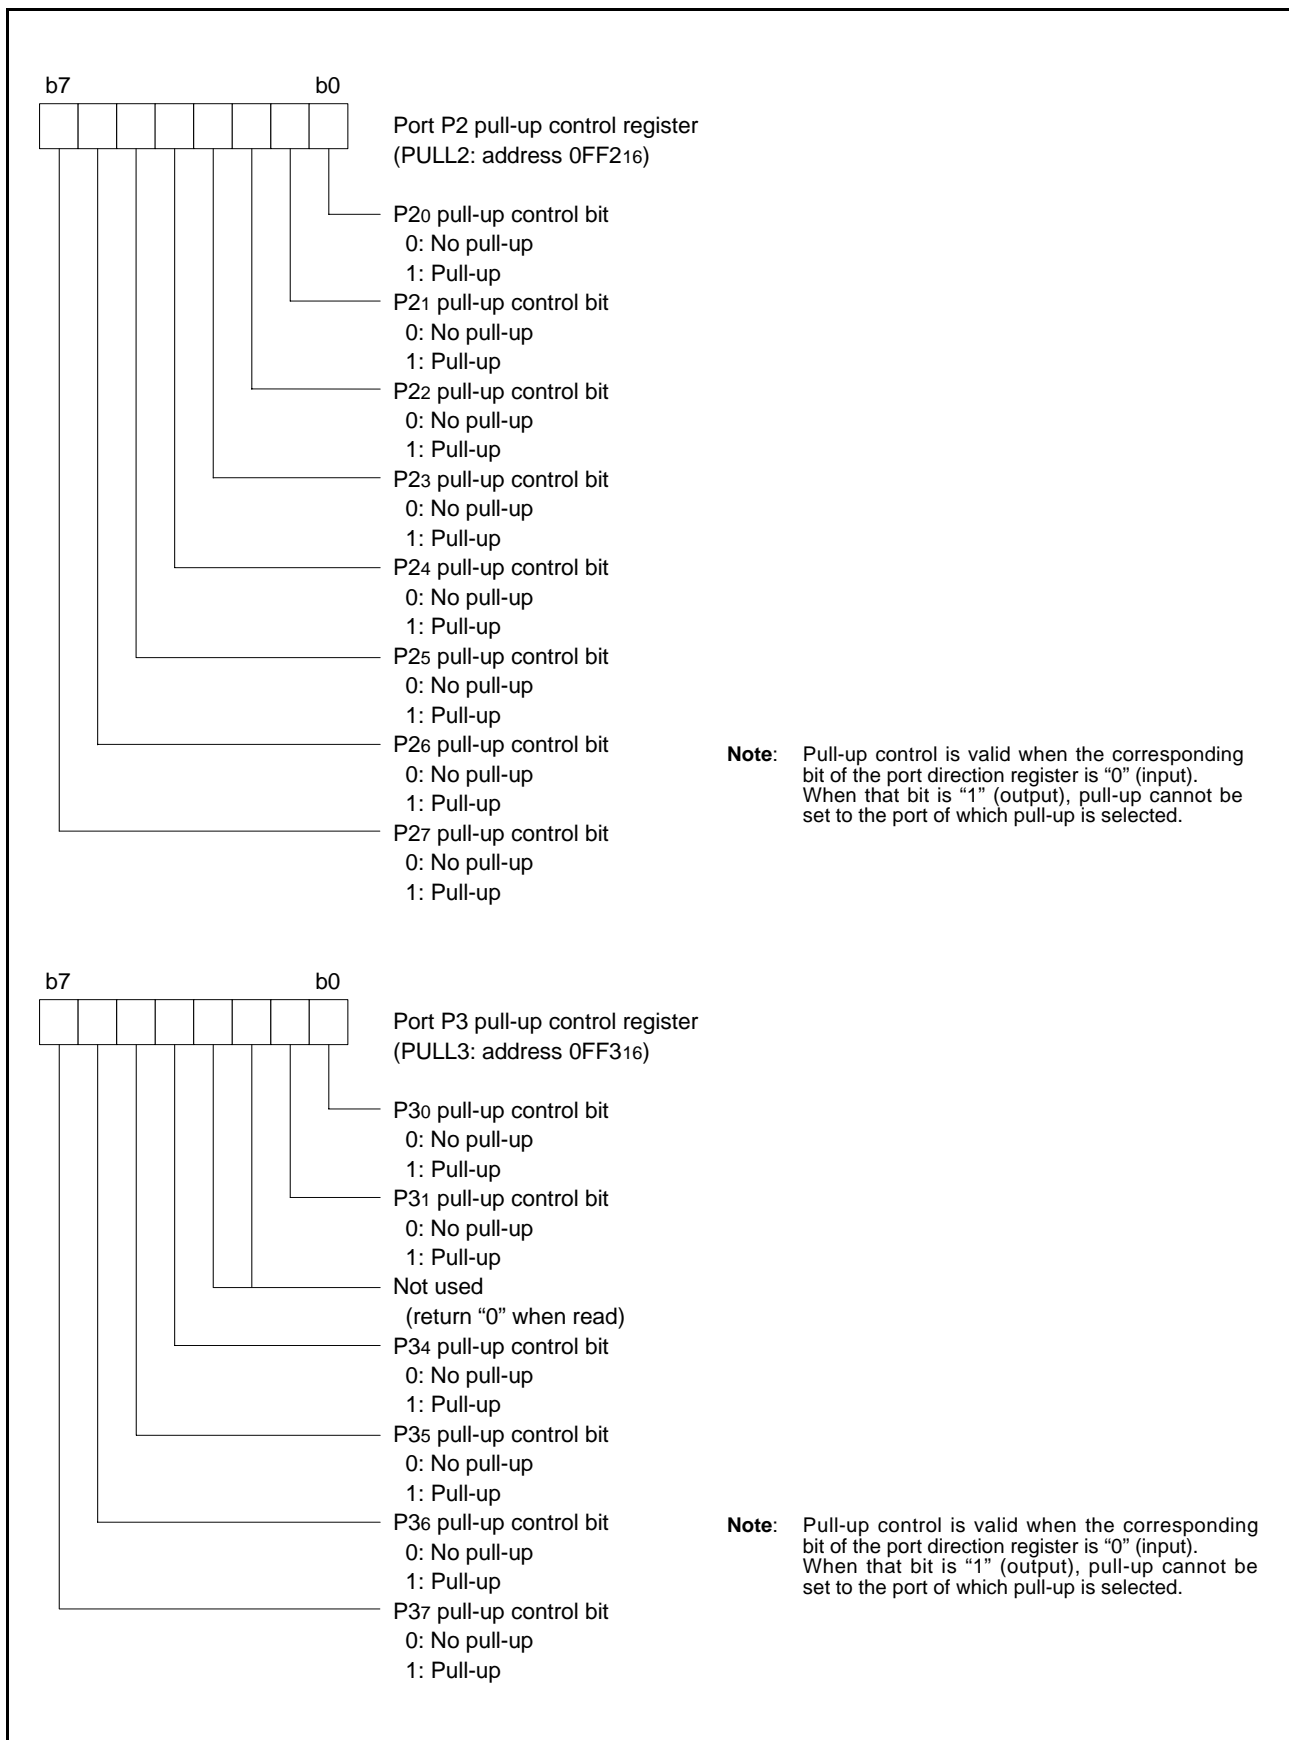 b7 b0
Port P2 pull-up control register
(PULL2: address 0FF216)
P20 pull-up control bit
0: No pull-up
1: Pull-up
P21 pull-up control bit
0: No pull-up
1: Pull-up
P22 pull-up control bit
0: No pull-up
1: Pull-up
P23 pull-up control bit
0: No pull-up
1: Pull-up
P24 pull-up control bit
0: No pull-up
1: Pull-up
P25 pull-up control bit
0: No pull-up
1: Pull-up
P26 pull-up control bit
0: No pull-up
1: Pull-up
P27 pull-up control bit
0: No pull-up
1: Pull-up
Note: Pull-up control is valid when the corresponding
bit of the port direction register is “0” (input).
When that bit is “1” (output), pull-up cannot be
set to the port of which pull-up is selected.
b7 b0
Port P3 pull-up control register
(PULL3: address 0FF316)
P30 pull-up control bit
0: No pull-up
1: Pull-up
P31 pull-up control bit
0: No pull-up
1: Pull-up
Not used
(return “0” when read)
P34 pull-up control bit
0: No pull-up
1: Pull-up
P35 pull-up control bit
0: No pull-up
1: Pull-up
P36 pull-up control bit
0: No pull-up
1: Pull-up
P37 pull-up control bit
0: No pull-up
1: Pull-up
Note: Pull-up control is valid when the corresponding
bit of the port direction register is “0” (input).
When that bit is “1” (output), pull-up cannot be
set to the port of which pull-up is selected.